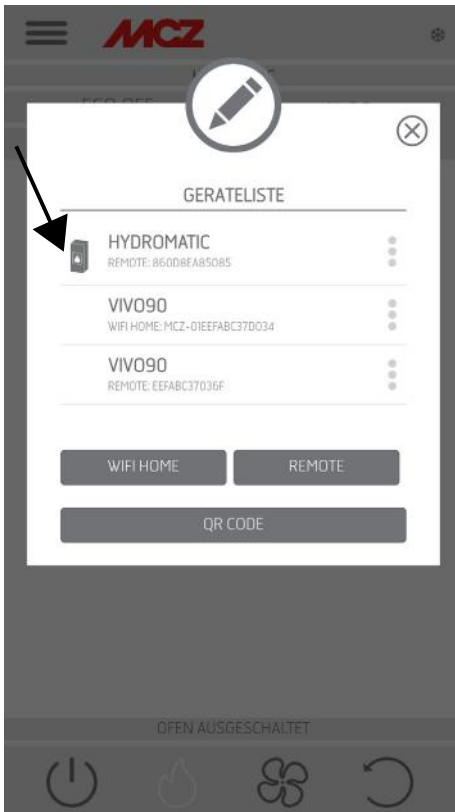 MCZ
GERATELISTE
HYDROMATIC
REMOTE: 860D8EA85085
VIVO90
WIFI HOME: MCZ-01EEFABC37D034
VIVO90
REMOTE: EEFABC37036F
WIFI HOME
REMOTE
QR CODE
OFEN AUSGESCHALTET